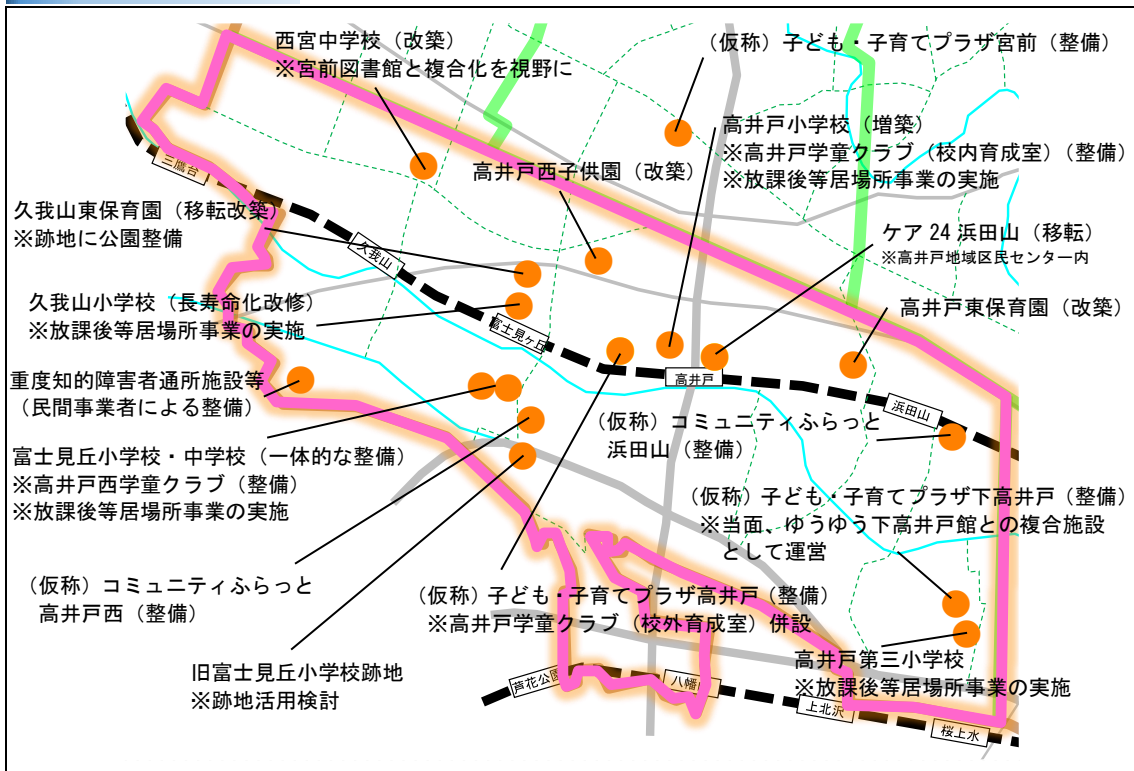 西宮中学校（改築）
※宮前図書館と複合化を視野に
（仮称）子ども・子育てプラザ宮前（整備）
高井戸小学校（増築）
※高井戸学童クラブ（校内育成室）（整備）
※放課後等居場所事業の実施
高井戸西子供園（改築）
三鷹台
久我山東保育園（移転改築）
※跡地に公園整備
久我山
ケア 24 浜田山（移転）
※高井戸地域区民センター内
久我山小学校（長寿命化改修）
※放課後等居場所事業の実施
富士見ヶ丘
高井戸東保育園（改築）
高井戸
重度知的障害者通所施設等
（民間事業者による整備）
浜田山
（仮称）コミュニティふらっと
浜田山（整備）
富士見丘小学校・中学校（一体的な整備）
※高井戸西学童クラブ（整備）
※放課後等居場所事業の実施
（仮称）子ども・子育てプラザ下高井戸（整備）
※当面、ゆうゆう下高井戸館との複合施設
として運営
（仮称）コミュニティふらっと
高井戸西（整備）
（仮称）子ども・子育てプラザ高井戸（整備）
※高井戸学童クラブ（校外育成室）併設
旧富士見丘小学校跡地
※跡地活用検討
高井戸第三小学校
※放課後等居場所事業の実施
芦花公園
八幡山
上北沢
桜上水